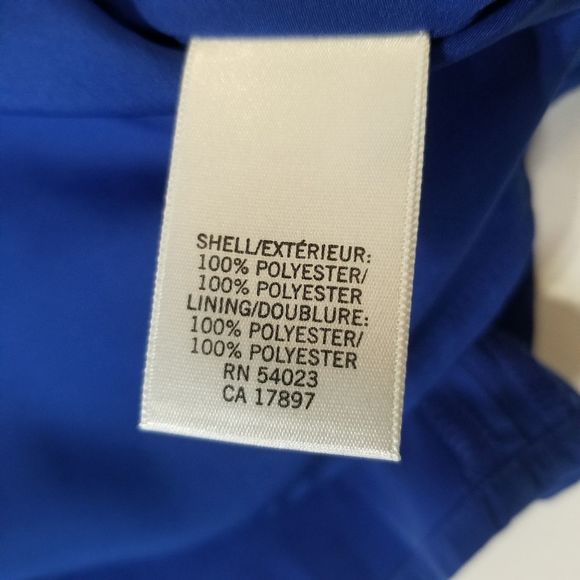 SHELL/EXTÉRIEUR:
100% POLYESTER/
100% POLYESTER
LINING/DOUBLURE:
100% POLYESTER/
100% POLYESTER
RN 54023
CA 17897